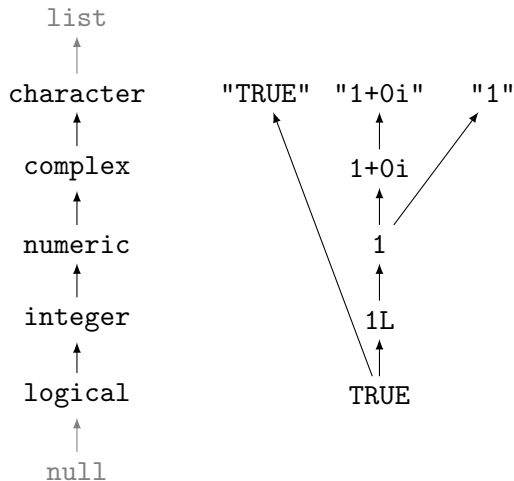 list
character "TRUE" "1+0i" "1"
complex 1+0i
numeric 1
integer 1L
logical TRUE
null